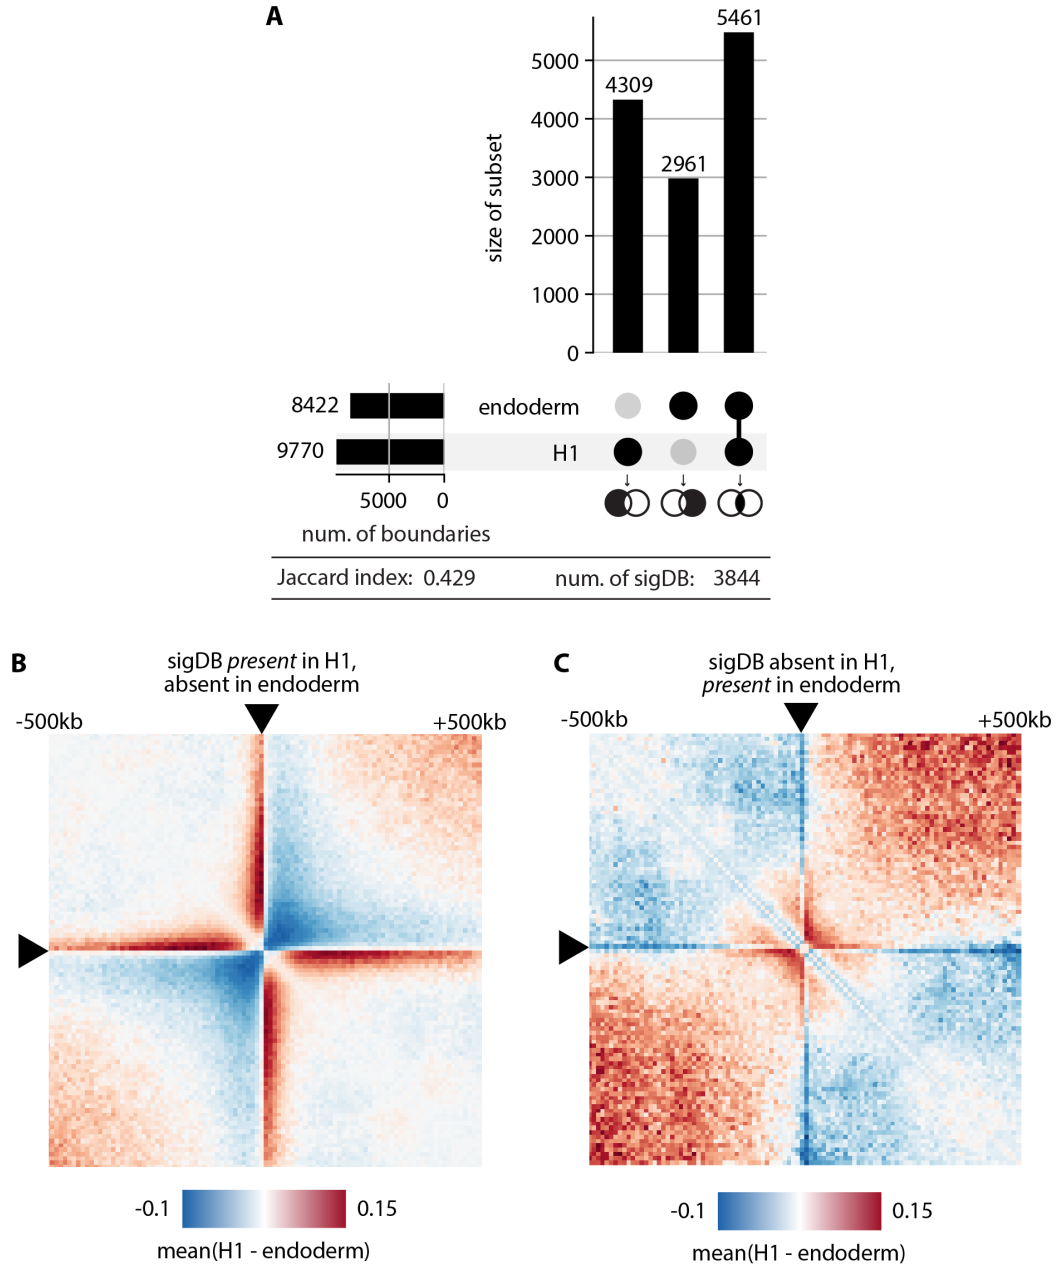 A
5461
5000
4309
4000
2961
3000
size of subset
2000
1000
0
8422
endoderm
9770
H1
5000 0
num. of boundaries
Jaccard index: 0.429 num. of sigDB: 3844
B
sigDB present in H1,
absent in endoderm
-500kb +500kb
-0.1 0.15
mean(H1 - endoderm)
C
sigDB absent in H1,
present in endoderm
-500kb +500kb
-0.1 0.15
mean(H1 - endoderm)